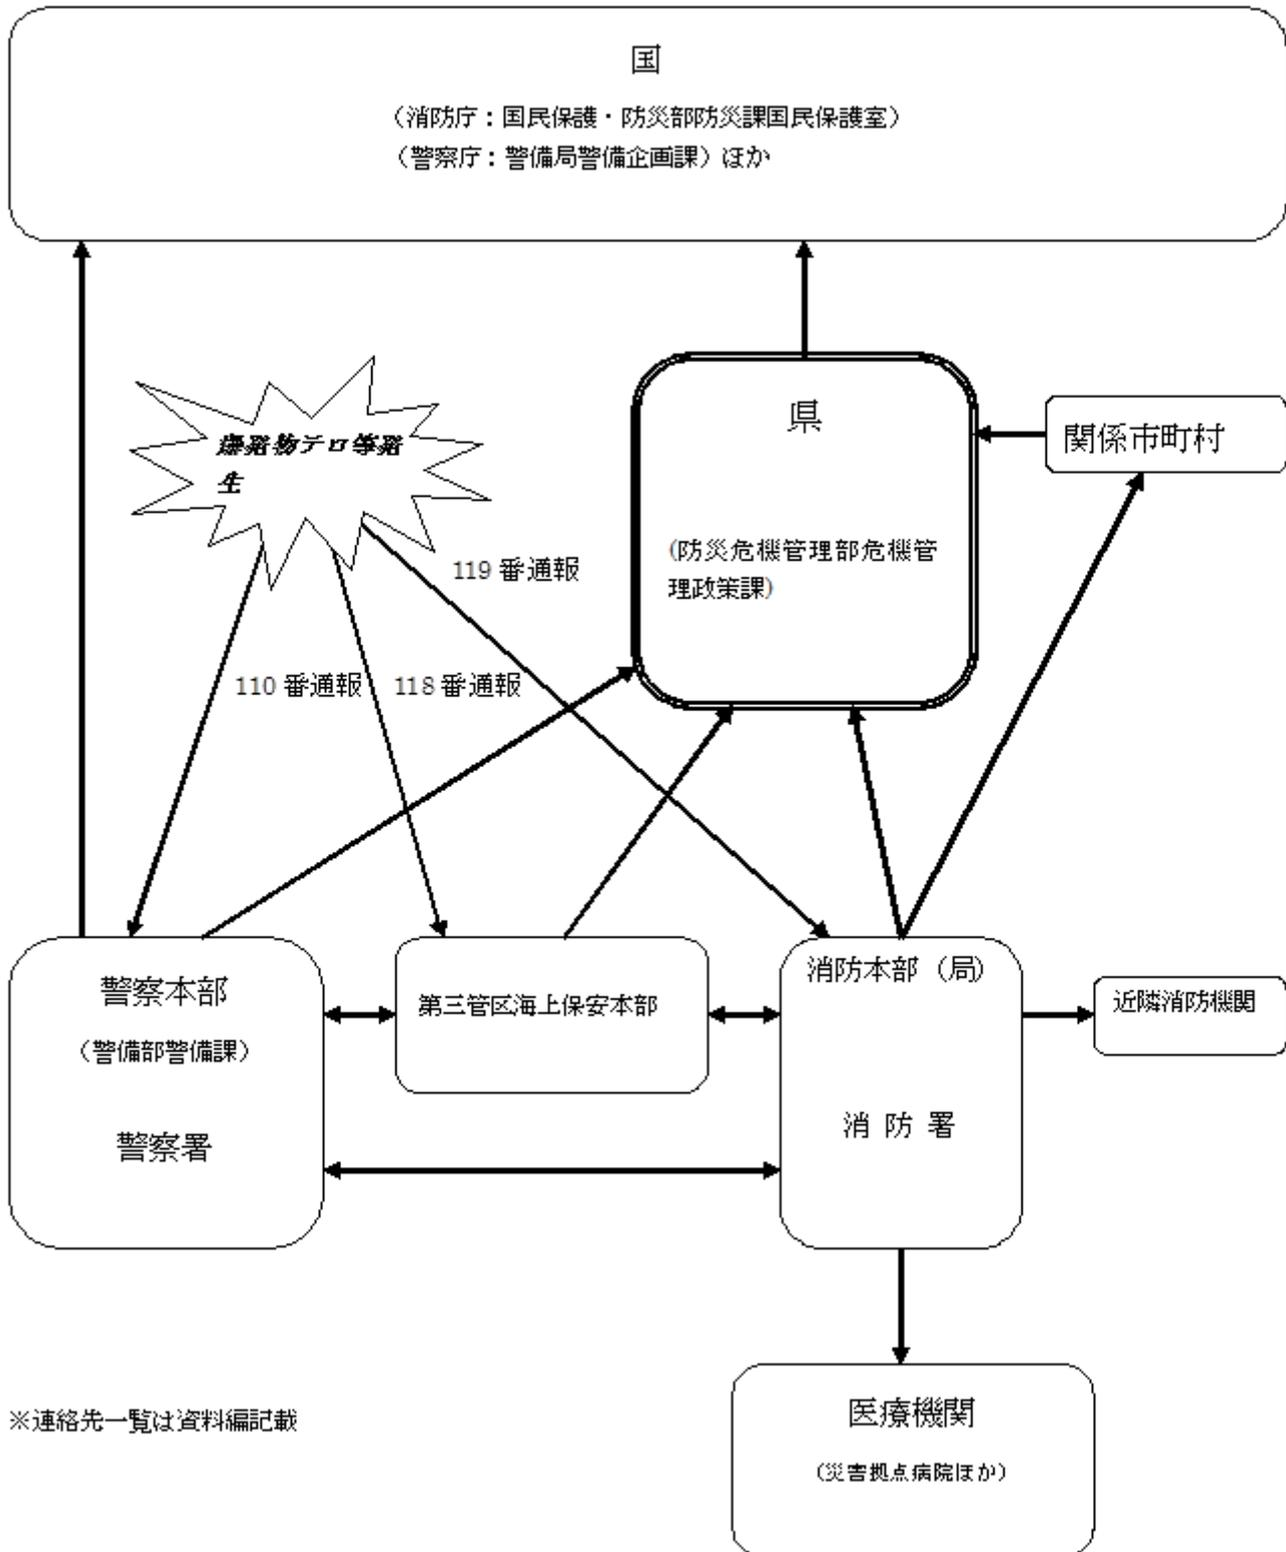 国
（消防庁：国民保護・防災部防災課国民保護室）
（警察庁：警備局警備企画課）ほか
爆発物テロ等発
生
県
(防災危機管理部危機管
理政策課)
関係市町村
119 番通報
110 番通報
118 番通報
警察本部
（警備部警備課）
警察署
第三管区海上保安本部
消防本部（局）
消 防 署
近隣消防機関
医療機関
（災害拠点病院ほか）
※連絡先一覧は資料編記載